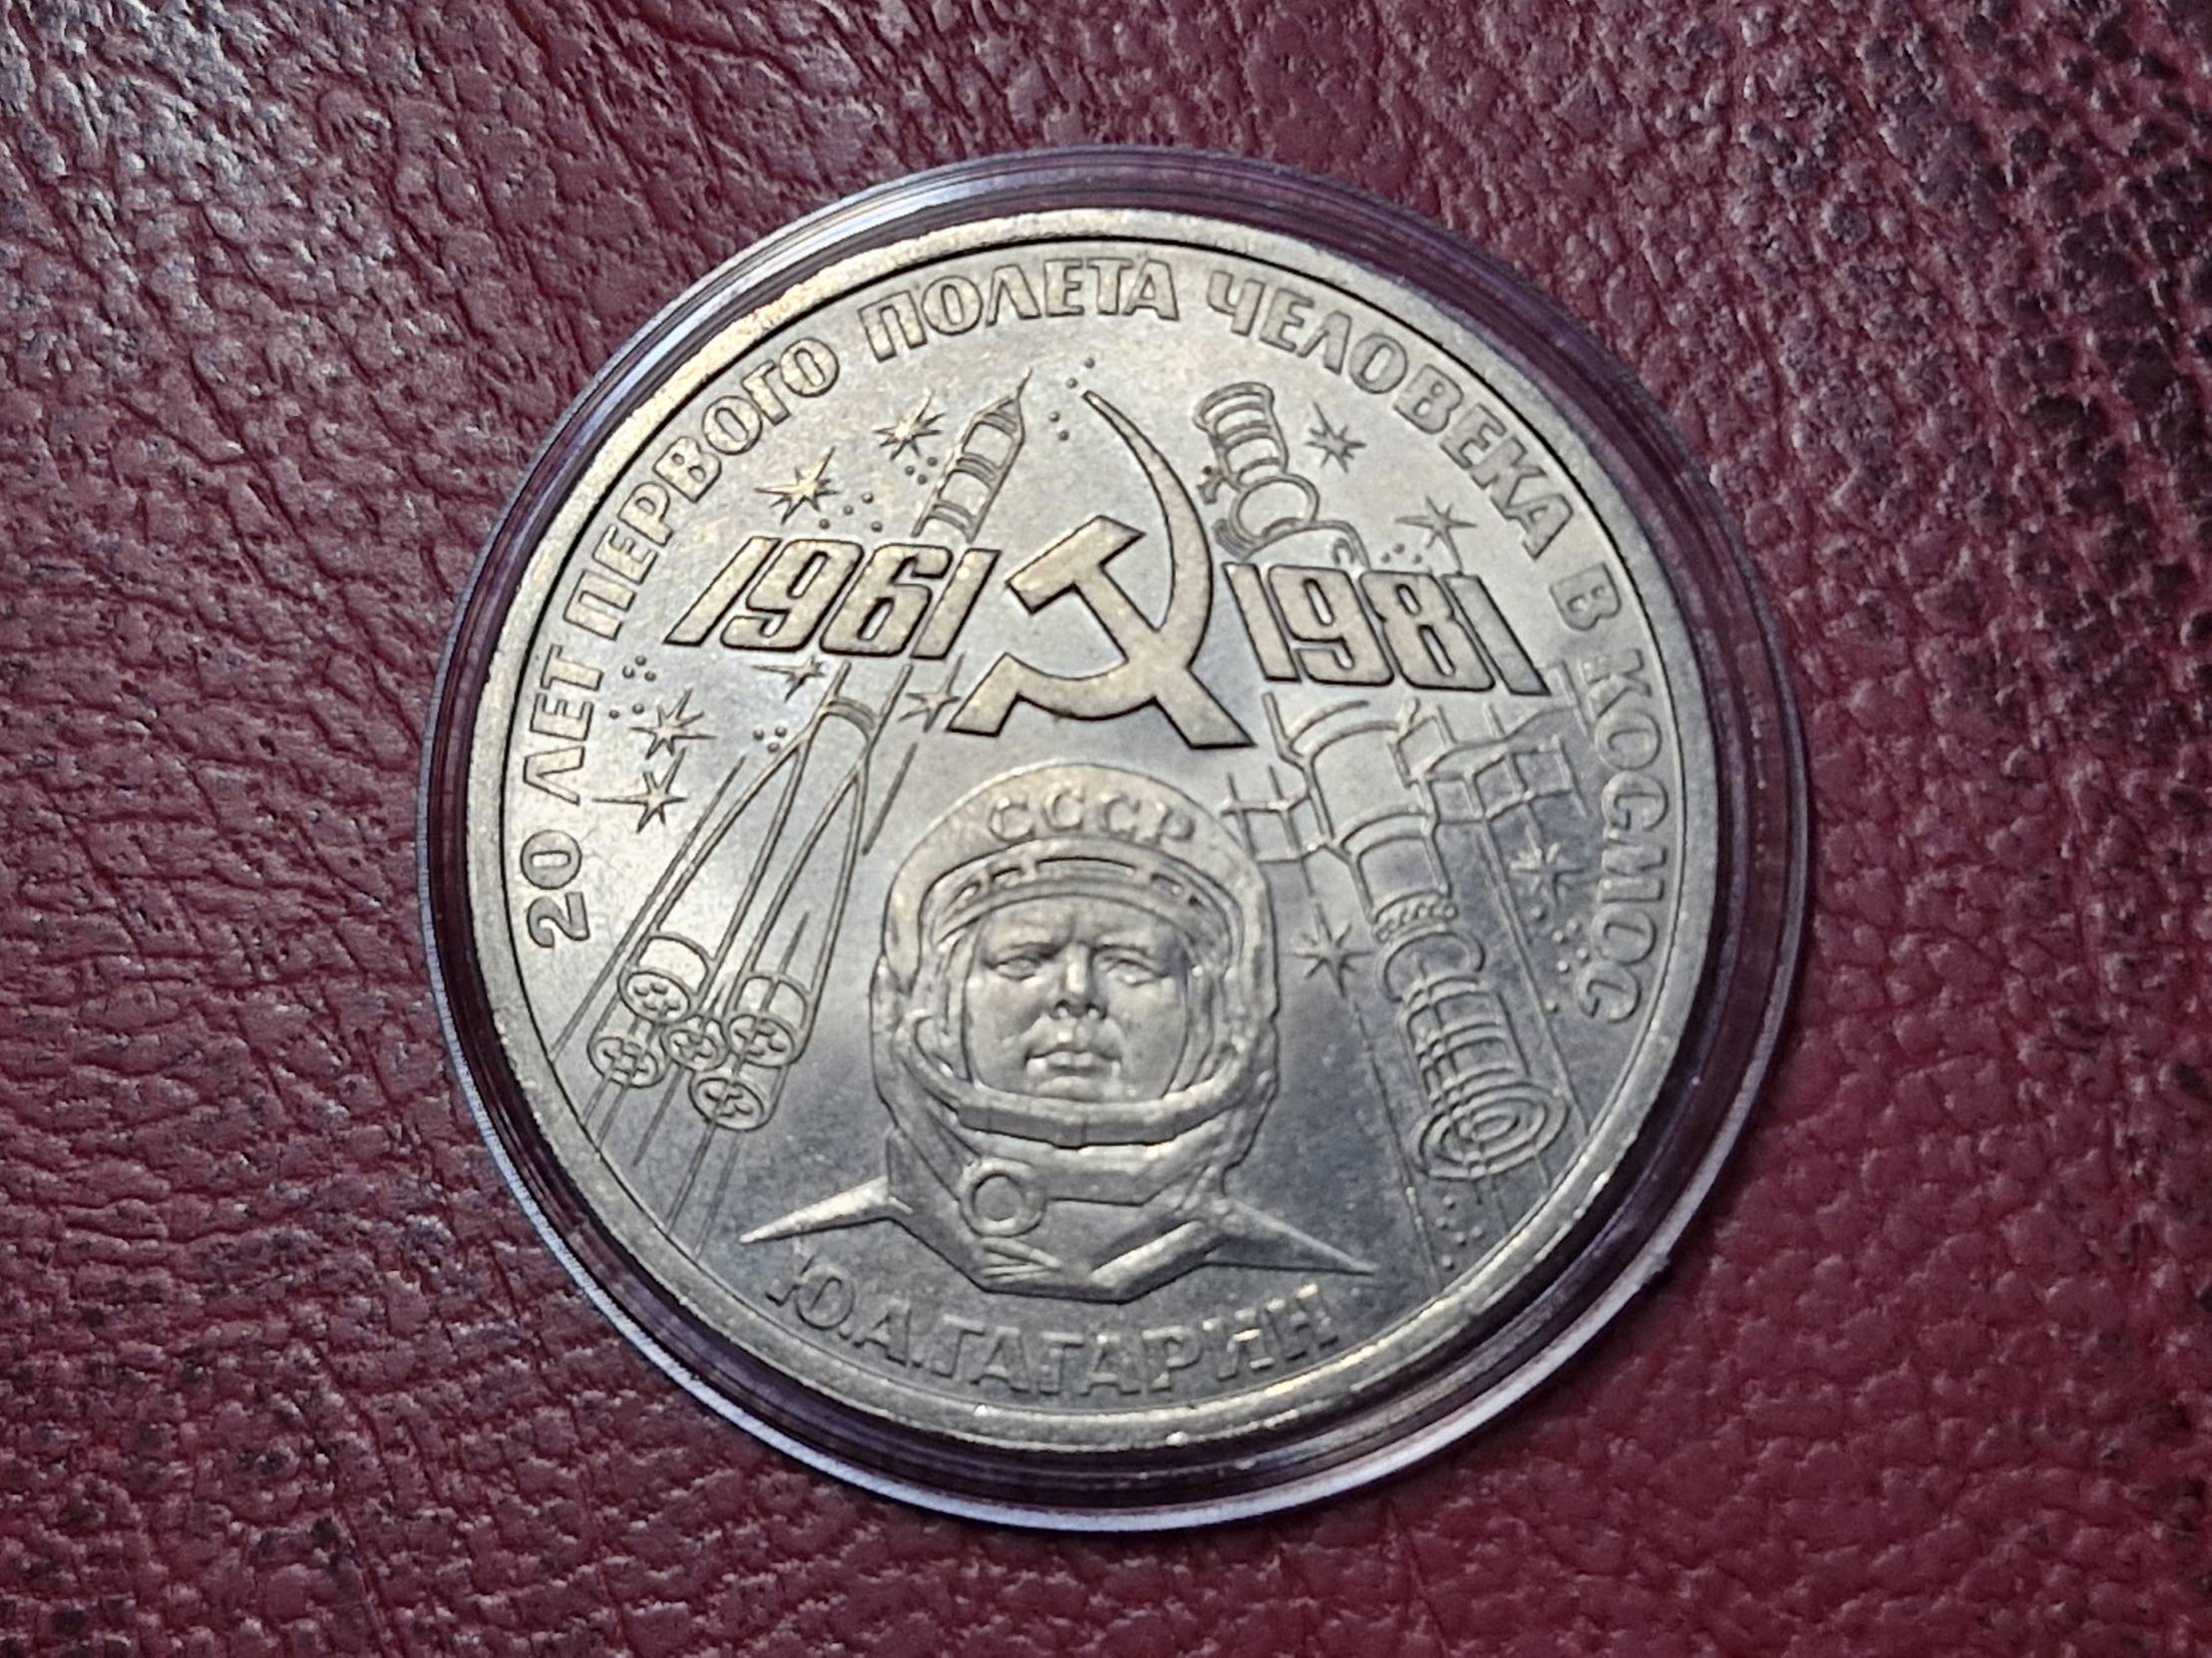 20 ЛЕТ ПЕРВОГО ПОЛЕТА ЧЕЛОВЕКА В КОСМОС
1961 1981
СССР
Ю.А.ГАГАРИН